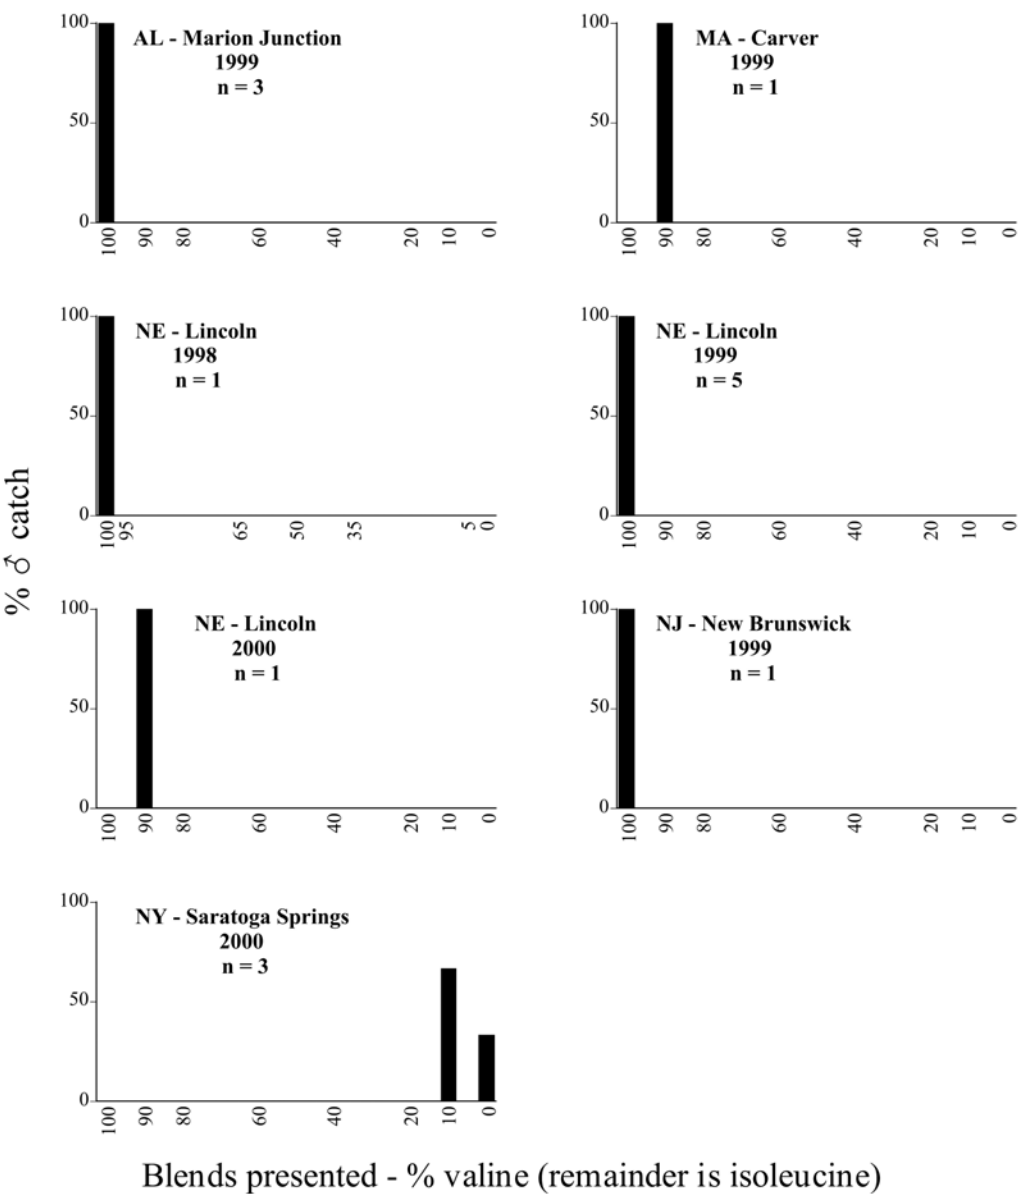 % ♂ catch
100
50
0
AL - Marion Junction
1999
n = 3
100 90 80 60 40 20 10 0
100
50
0
MA - Carver
1999
n = 1
100 90 80 60 40 20 10 0
100
50
0
NE - Lincoln
1998
n = 1
100 95 65 50 35 5 0
100
50
0
NE - Lincoln
1999
n = 5
100 90 80 60 40 20 10 0
100
50
0
NE - Lincoln
2000
n = 1
100 90 80 60 40 20 10 0
100
50
0
NJ - New Brunswick
1999
n = 1
100 90 80 60 40 20 10 0
100
50
0
NY - Saratoga Springs
2000
n = 3
100 90 80 60 40 20 10 0
Blends presented - % valine (remainder is isoleucine)